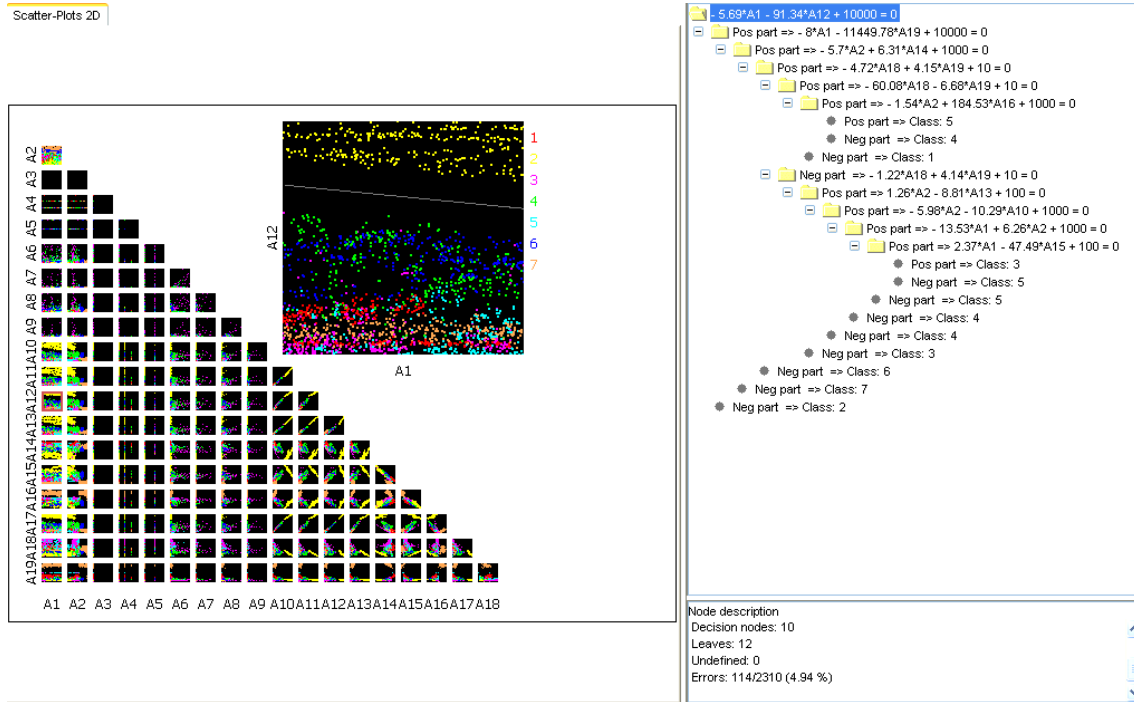 Scatter-Plots 2D
A2
A3
A4
A5
A6
A7
A8
A9
A10
A11
A12
A13
A14
A15
A16
A17
A18
A19
A1 A2 A3 A4 A5 A6 A7 A8 A9 A10 A11 A12 A13 A14 A15 A16 A17 A18
A12
A1
1
2
3
4
5
6
7
- 5.69*A1 - 91.34*A12 + 10000 = 0
Pos part => - 8*A1 - 11449.78*A19 + 10000 = 0
Pos part => - 5.7*A2 + 6.31*A14 + 1000 = 0
Pos part => - 4.72*A18 + 4.15*A19 + 10 = 0
Pos part => - 60.08*A18 - 6.68*A19 + 10 = 0
Pos part => - 1.54*A2 + 184.53*A16 + 1000 = 0
Pos part => Class: 5
Neg part => Class: 4
Neg part => Class: 1
Neg part => - 1.22*A18 + 4.14*A19 + 10 = 0
Pos part => 1.26*A2 - 8.81*A13 + 100 = 0
Pos part => - 5.98*A2 - 10.29*A10 + 1000 = 0
Pos part => - 13.53*A1 + 6.26*A2 + 1000 = 0
Pos part => 2.37*A1 - 47.49*A15 + 100 = 0
Pos part => Class: 3
Neg part => Class: 5
Neg part => Class: 5
Neg part => Class: 4
Neg part => Class: 4
Neg part => Class: 3
Neg part => Class: 6
Neg part => Class: 7
Neg part => Class: 2
Node description
Decision nodes: 10
Leaves: 12
Undefined: 0
Errors: 114/2310 (4.94 %)